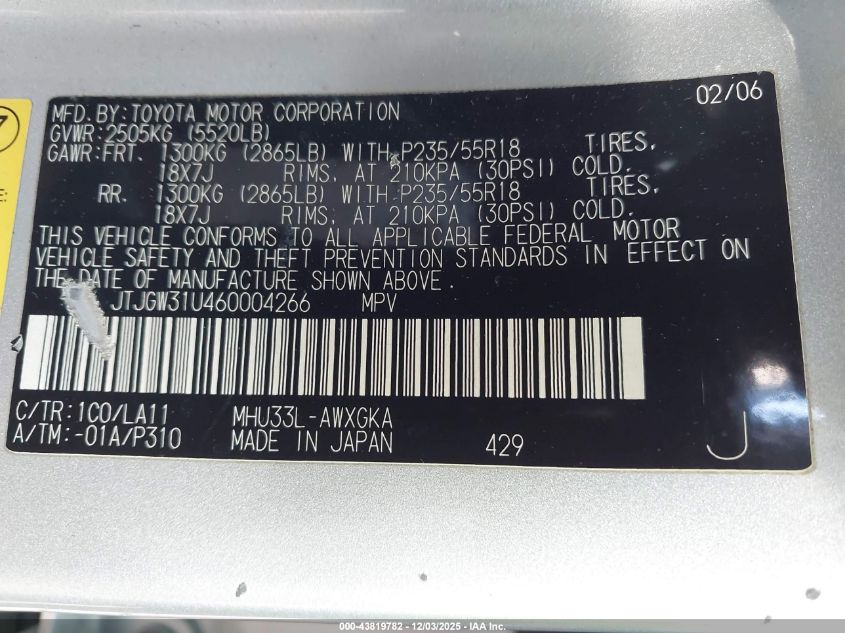 02/06
MFD.BY:TOYOTA MOTOR CORPORATION
GVWR:2505KG (5520LB)
GAWR:FRT. 1300KG (2865LB) WITH P235/55R18 TIRES,
18X7J RIMS, AT 210KPA (30PSI) COLD.
RR. 1300KG (2865LB) WITH P235/55R18 TIRES,
18X7J RIMS, AT 210KPA (30PSI) COLD.
THIS VEHICLE CONFORMS TO ALL APPLICABLE FEDERAL MOTOR
VEHICLE SAFETY AND THEFT PREVENTION STANDARDS IN EFFECT ON
THE DATE OF MANUFACTURE SHOWN ABOVE.
JTJGW31U460004266 MPV
C/TR:1C0/LA11 MHU33L-AWXGKA
A/TM:-01A/P310 MADE IN JAPAN 429 J
000-43819782 - 12/03/2025 - IAA Inc.